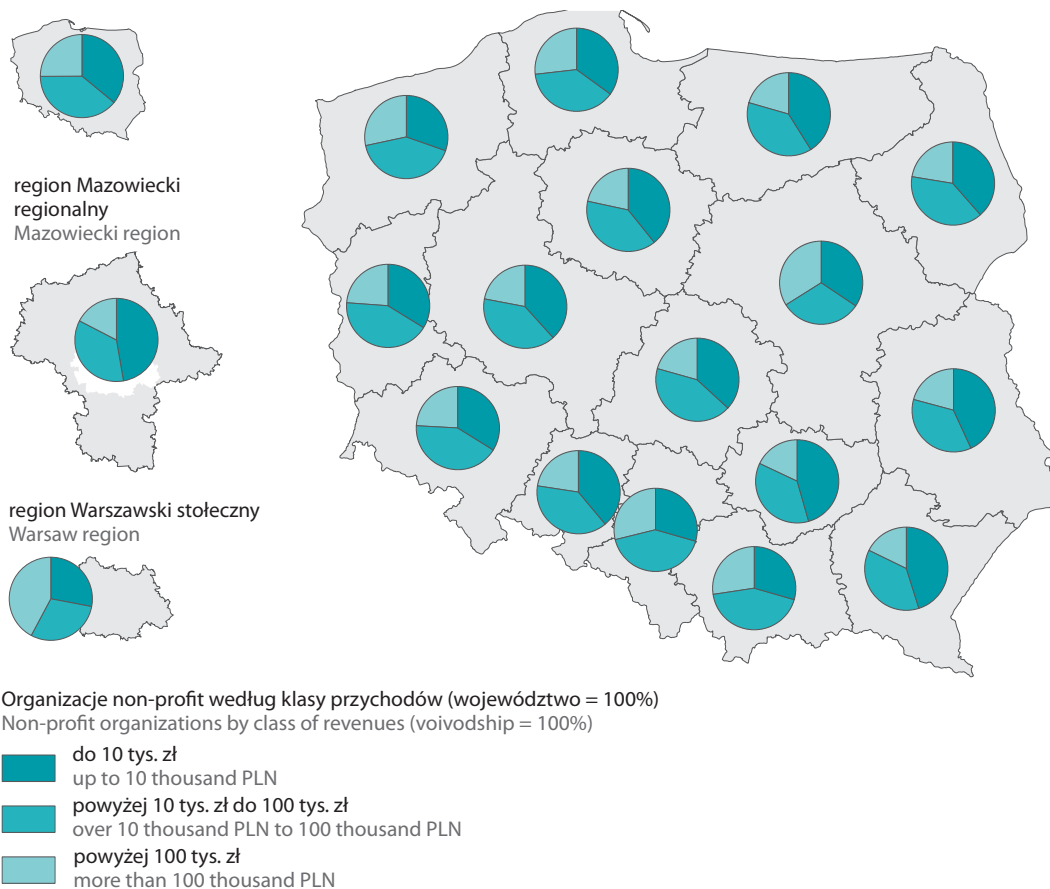 region Mazowiecki
regionalny
Mazowiecki region
region Warszawski stołeczny
Warsaw region
Organizacje non-profit według klasy przychodów (województwo = 100%)
Non-profit organizations by class of revenues (voivodship = 100%)
do 10 tys. zł
up to 10 thousand PLN
powyżej 10 tys. zł do 100 tys. zł
over 10 thousand PLN to 100 thousand PLN
powyżej 100 tys. zł
more than 100 thousand PLN